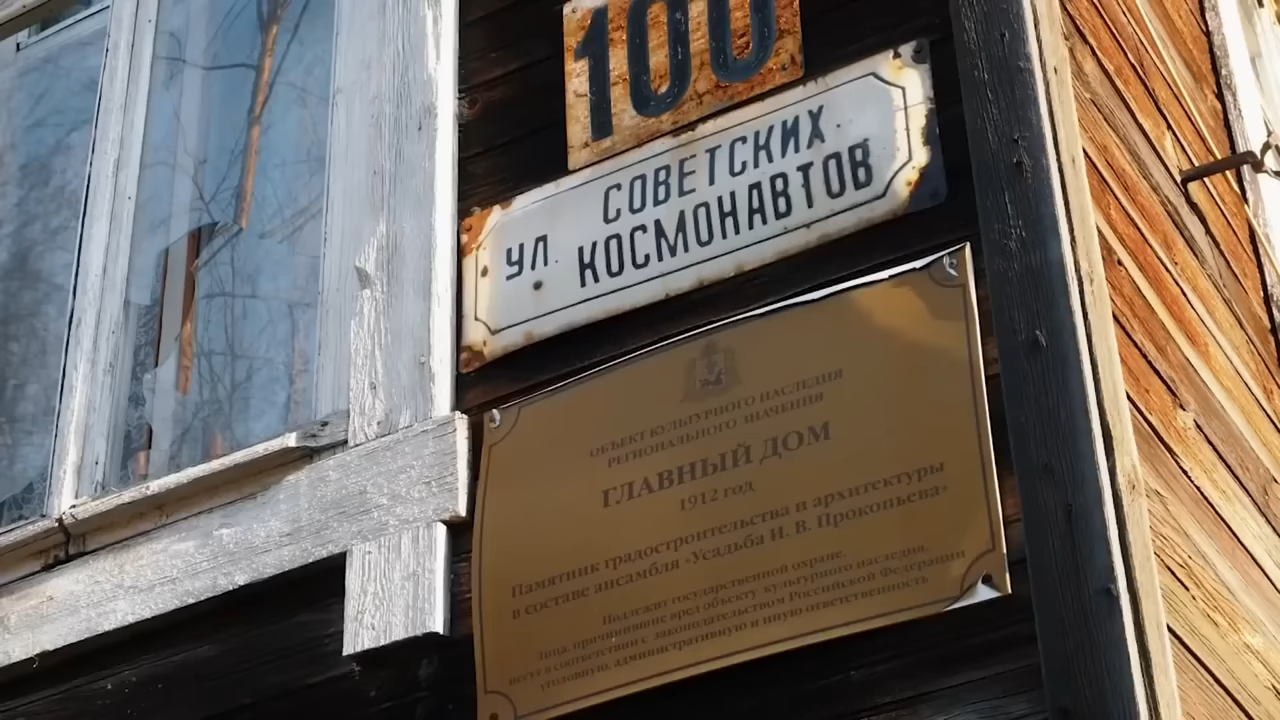 100
СОВЕТСКИХ
УЛ. КОСМОНАВТОВ
ОБЪЕКТ КУЛЬТУРНОГО НАСЛЕДИЯ
РЕГИОНАЛЬНОГО ЗНАЧЕНИЯ
ГЛАВНЫЙ ДОМ
1912 год
Памятник градостроительства и архитектуры
в составе ансамбля «Усадьба И. В. Прокопьева»
Подлежит государственной охране.
Лица, причинившие вред объекту культурного наследия,
несут в соответствии с законодательством Российской Федерации
уголовную, административную и иную ответственность